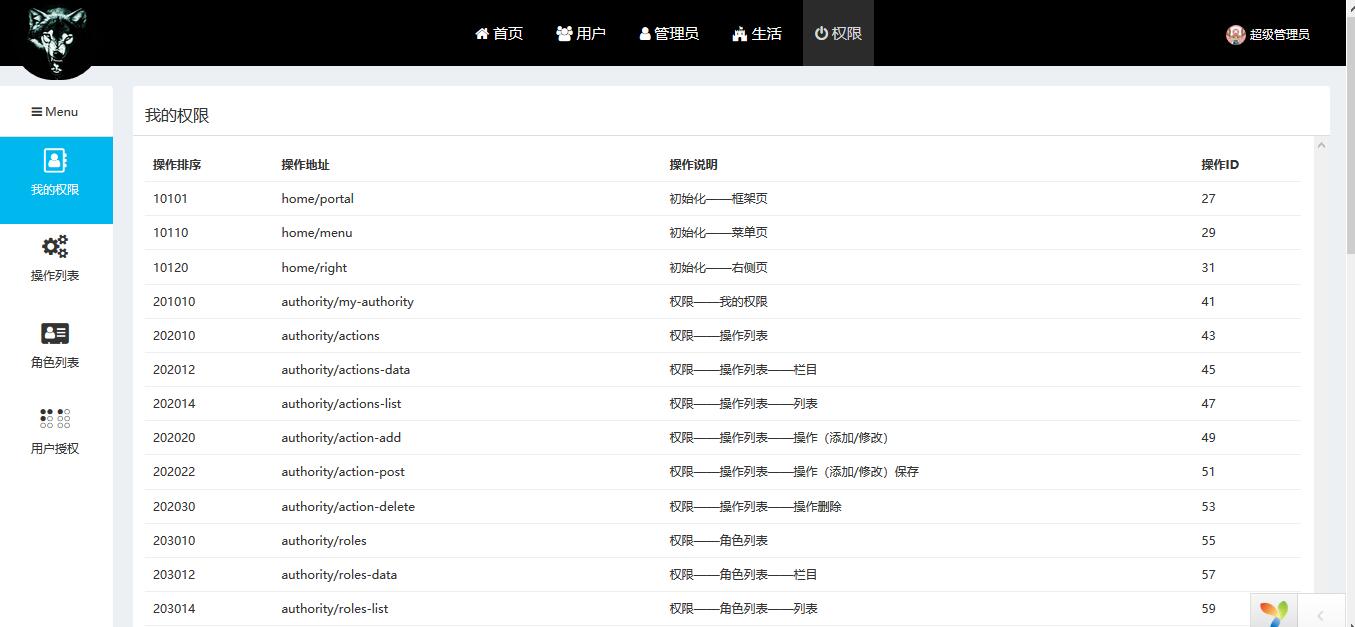 首页 用户 管理员 生活 权限 超级管理员
Menu
我的权限
操作列表
角色列表
用户授权
我的权限
操作排序 操作地址 操作说明 操作ID
10101 home/portal 初始化——框架页 27
10110 home/menu 初始化——菜单页 29
10120 home/right 初始化——右侧页 31
201010 authority/my-authority 权限——我的权限 41
202010 authority/actions 权限——操作列表 43
202012 authority/actions-data 权限——操作列表——栏目 45
202014 authority/actions-list 权限——操作列表——列表 47
202020 authority/action-add 权限——操作列表——操作（添加/修改） 49
202022 authority/action-post 权限——操作列表——操作（添加/修改）保存 51
202030 authority/action-delete 权限——操作列表——操作删除 53
203010 authority/roles 权限——角色列表 55
203012 authority/roles-data 权限——角色列表——栏目 57
203014 authority/roles-list 权限——角色列表——列表 59